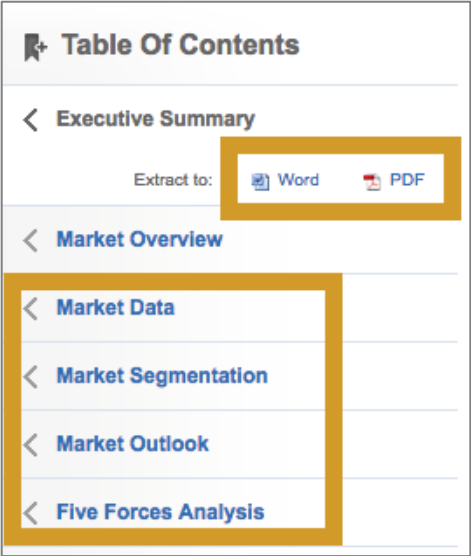 Table Of Contents
Executive Summary
Extract to: Word PDF
Market Overview
Market Data
Market Segmentation
Market Outlook
Five Forces Analysis